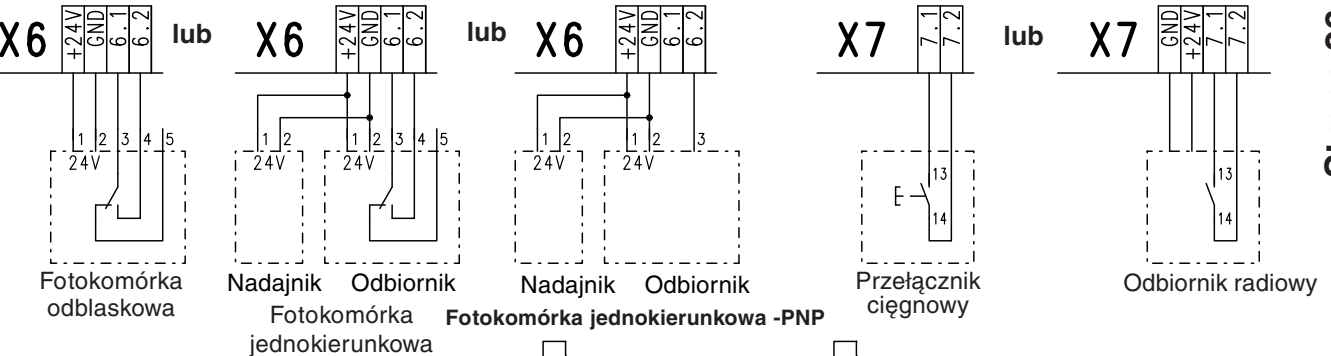 X6 +24V GND 6.1 6.2 lub X6 +24V GND 6.1 6.2 lub X6 +24V GND 6.1 6.2 X7 7.1 7.2 lub X7 GND +24V 7.1 7.2
1 2 3 4 5 1 2 1 2 3 4 5 1 2 1 2 3
24V 24V 24V 24V 24V
13 13
14 14
Fotokomórka
odblaskowa
Nadajnik Odbiornik
Fotokomórka
jednokierunkowa
Nadajnik Odbiornik
Fotokomórka jednokierunkowa -PNP
Przełącznik
cięgnowy
Odbiornik radiowy